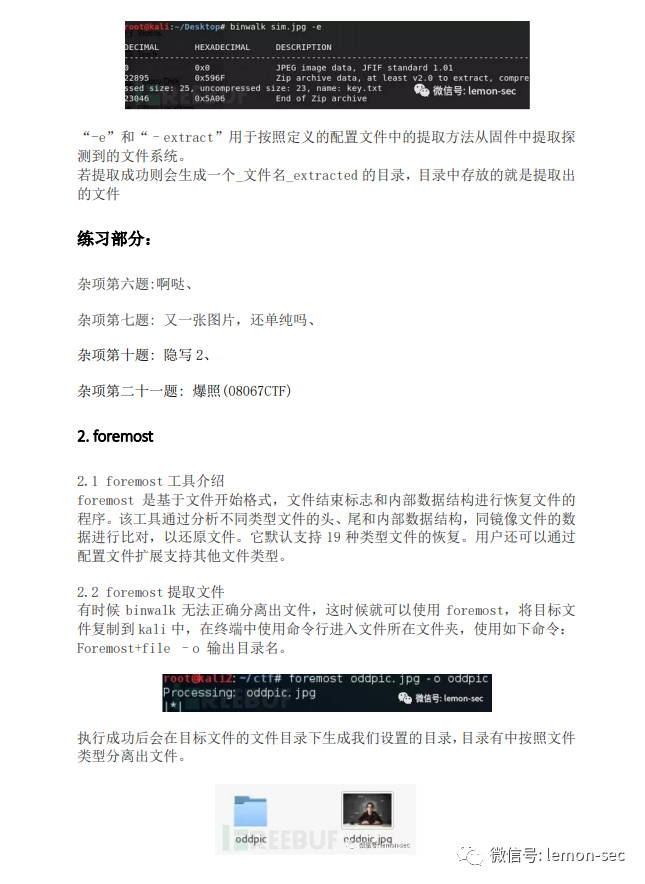 root@kali:~/Desktop# binwalk sim.jpg -e
DECIMAL HEXADECIMAL DESCRIPTION
0 0x0 JPEG image data, JFIF standard 1.01
22895 0x596F Zip archive data, at least v2.0 to extract, compre
ssed size: 25, uncompressed size: 23, name: key.txt
23046 0x5A06 End of Zip archive
微信号: lemon-sec
“-e”和“–extract”用于按照定义的配置文件中的提取方法从固件中提取探
测到的文件系统。
若提取成功则会生成一个_文件名_extracted 的目录,目录中存放的就是提取出
的文件
练习部分:
杂项第六题:啊哒、
杂项第七题: 又一张图片，还单纯吗、
杂项第十题: 隐写 2、
杂项第二十一题: 爆照(08067CTF)
2. foremost
2.1 foremost 工具介绍
foremost 是基于文件开始格式，文件结束标志和内部数据结构进行恢复文件的
程序。该工具通过分析不同类型文件的头、尾和内部数据结构，同镜像文件的数
据进行比对，以还原文件。它默认支持 19 种类型文件的恢复。用户还可以通过
配置文件扩展支持其他文件类型。
2.2 foremost 提取文件
有时候 binwalk 无法正确分离出文件，这时候就可以使用 foremost，将目标文
件复制到 kali 中，在终端中使用命令行进入文件所在文件夹，使用如下命令：
Foremost+file –o 输出目录名。
root@kali2:~/ctf# foremost oddpic.jpg -o oddpic
Processing: oddpic.jpg
|*|
微信号: lemon-sec
执行成功后会在目标文件的文件目录下生成我们设置的目录,目录有中按照文件
类型分离出文件。
REEBUF
oddpic oddpic.jpg
微信号: lemon-sec
微信号: lemon-sec